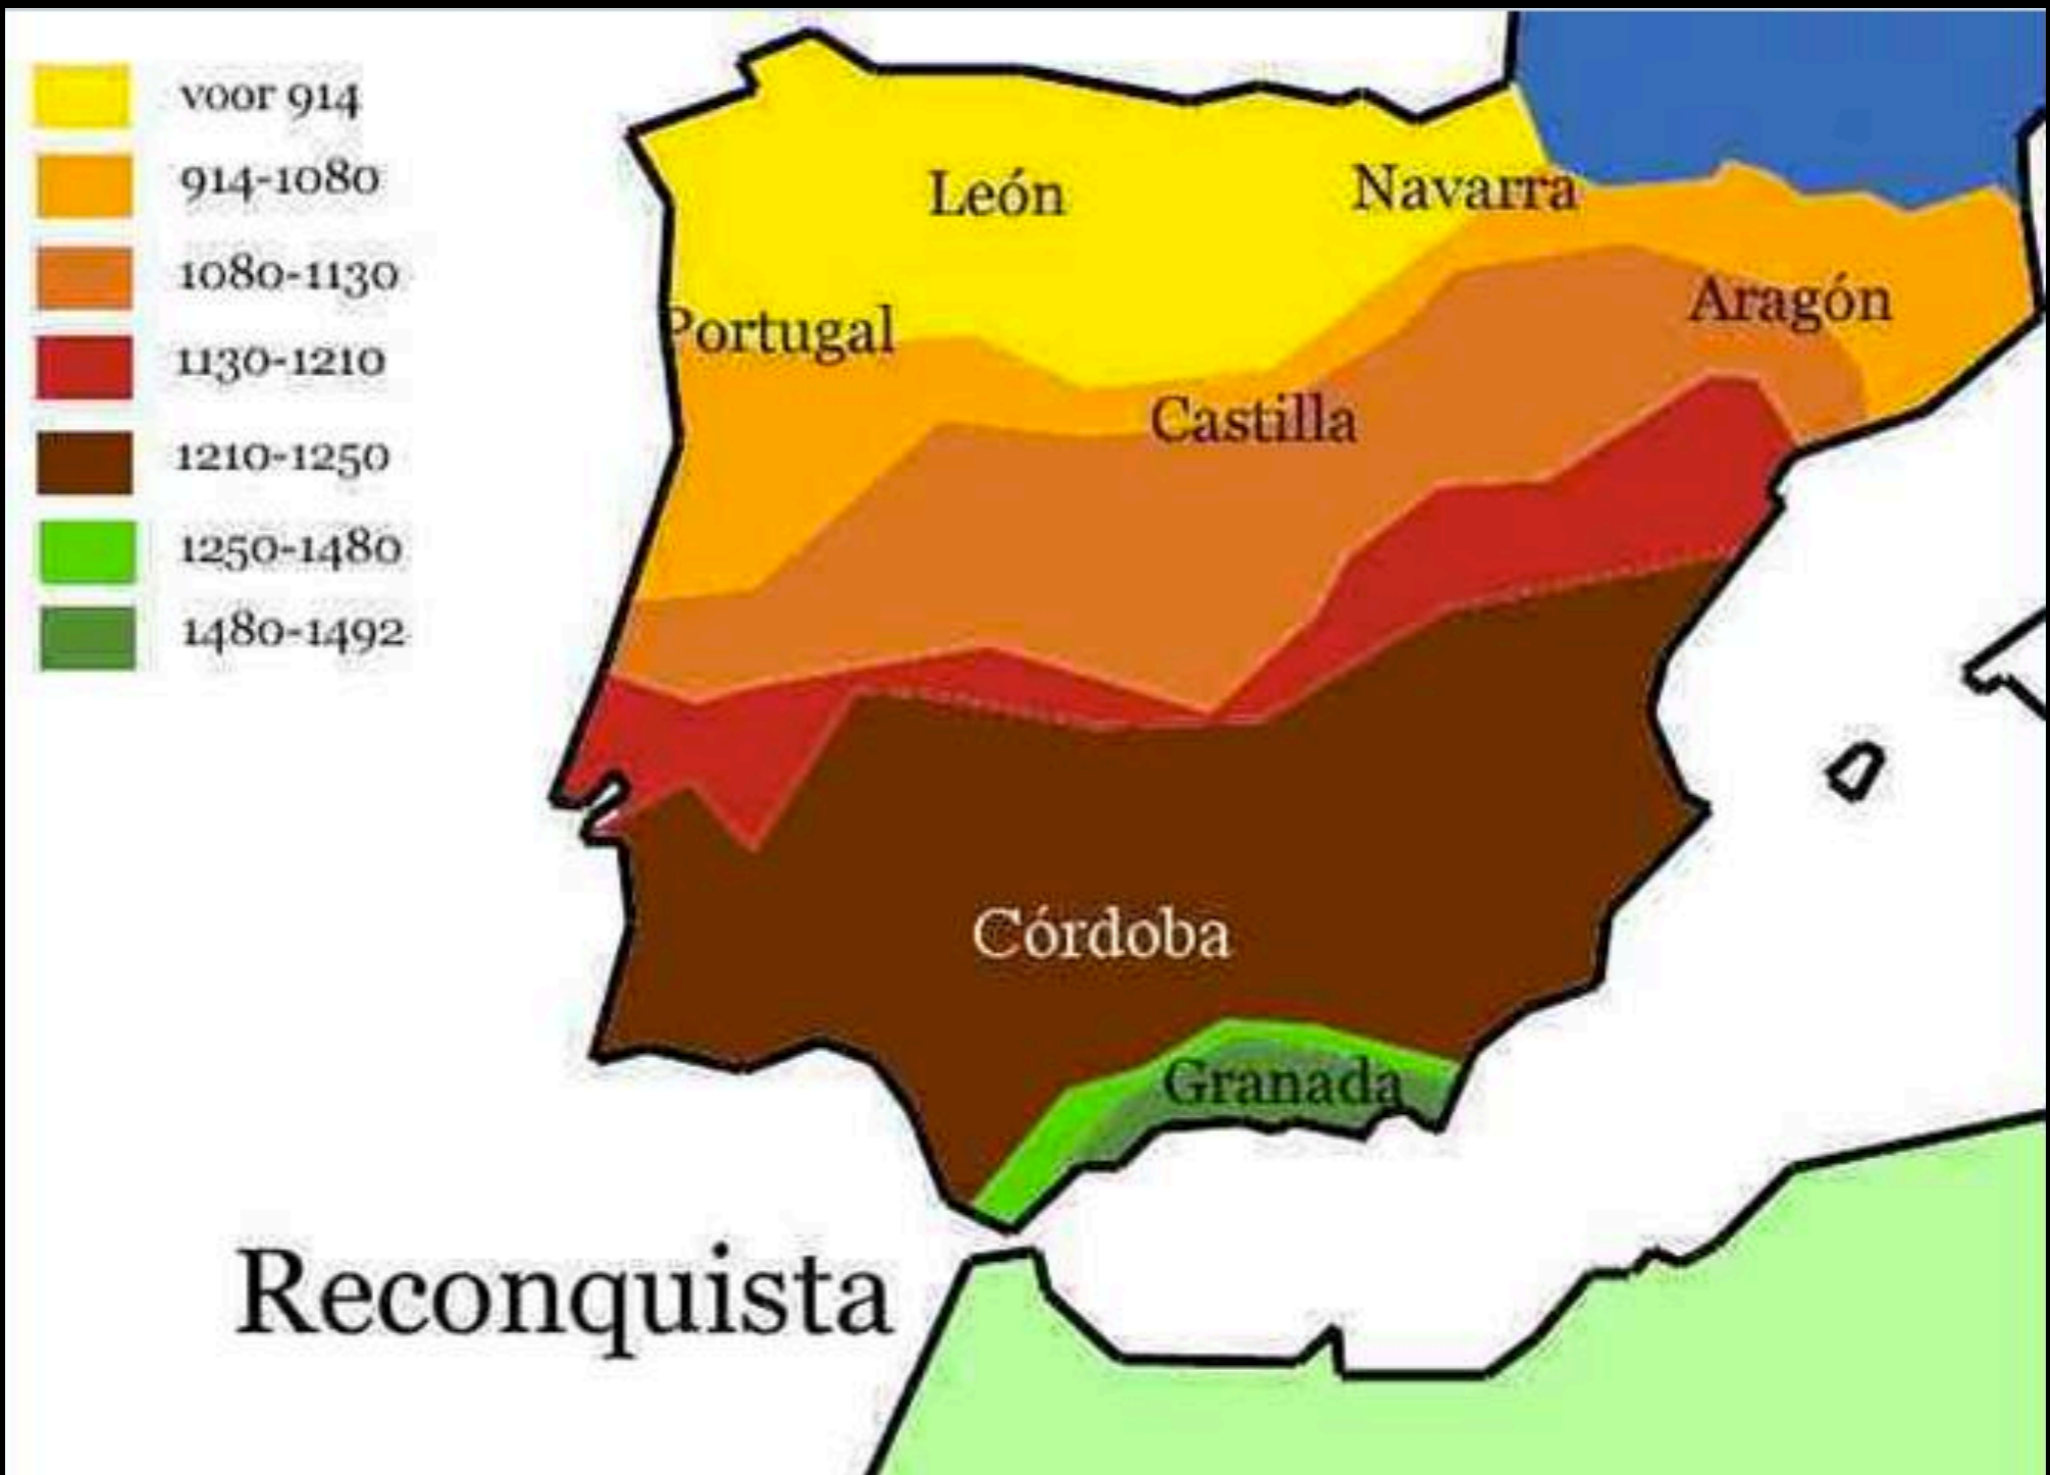 voor 914
914-1080
1080-1130
1130-1210
1210-1250
1250-1480
1480-1492
León
Navarra
Aragón
Portugal
Castilla
Córdoba
Granada
Reconquista